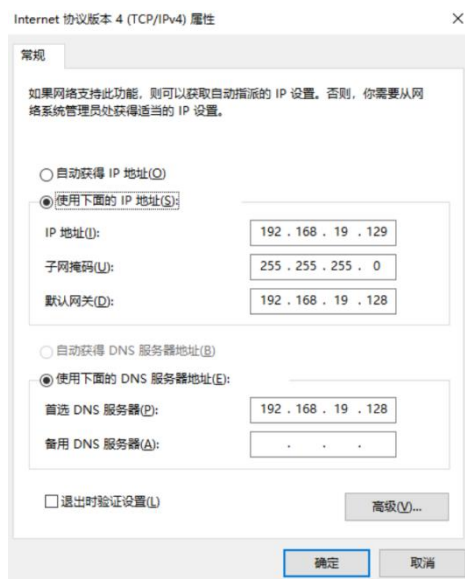 Internet 协议版本 4 (TCP/IPv4) 属性
常规
如果网络支持此功能，则可以获取自动指派的 IP 设置。否则，你需要从网
络系统管理员处获得适当的 IP 设置。
自动获得 IP 地址(O)
使用下面的 IP 地址(S):
IP 地址(I): 192 . 168 . 19 . 129
子网掩码(U): 255 . 255 . 255 . 0
默认网关(D): 192 . 168 . 19 . 128
自动获得 DNS 服务器地址(B)
使用下面的 DNS 服务器地址(E):
首选 DNS 服务器(P): 192 . 168 . 19 . 128
备用 DNS 服务器(A): . . .
退出时验证设置(L)
高级(V)...
确定 取消